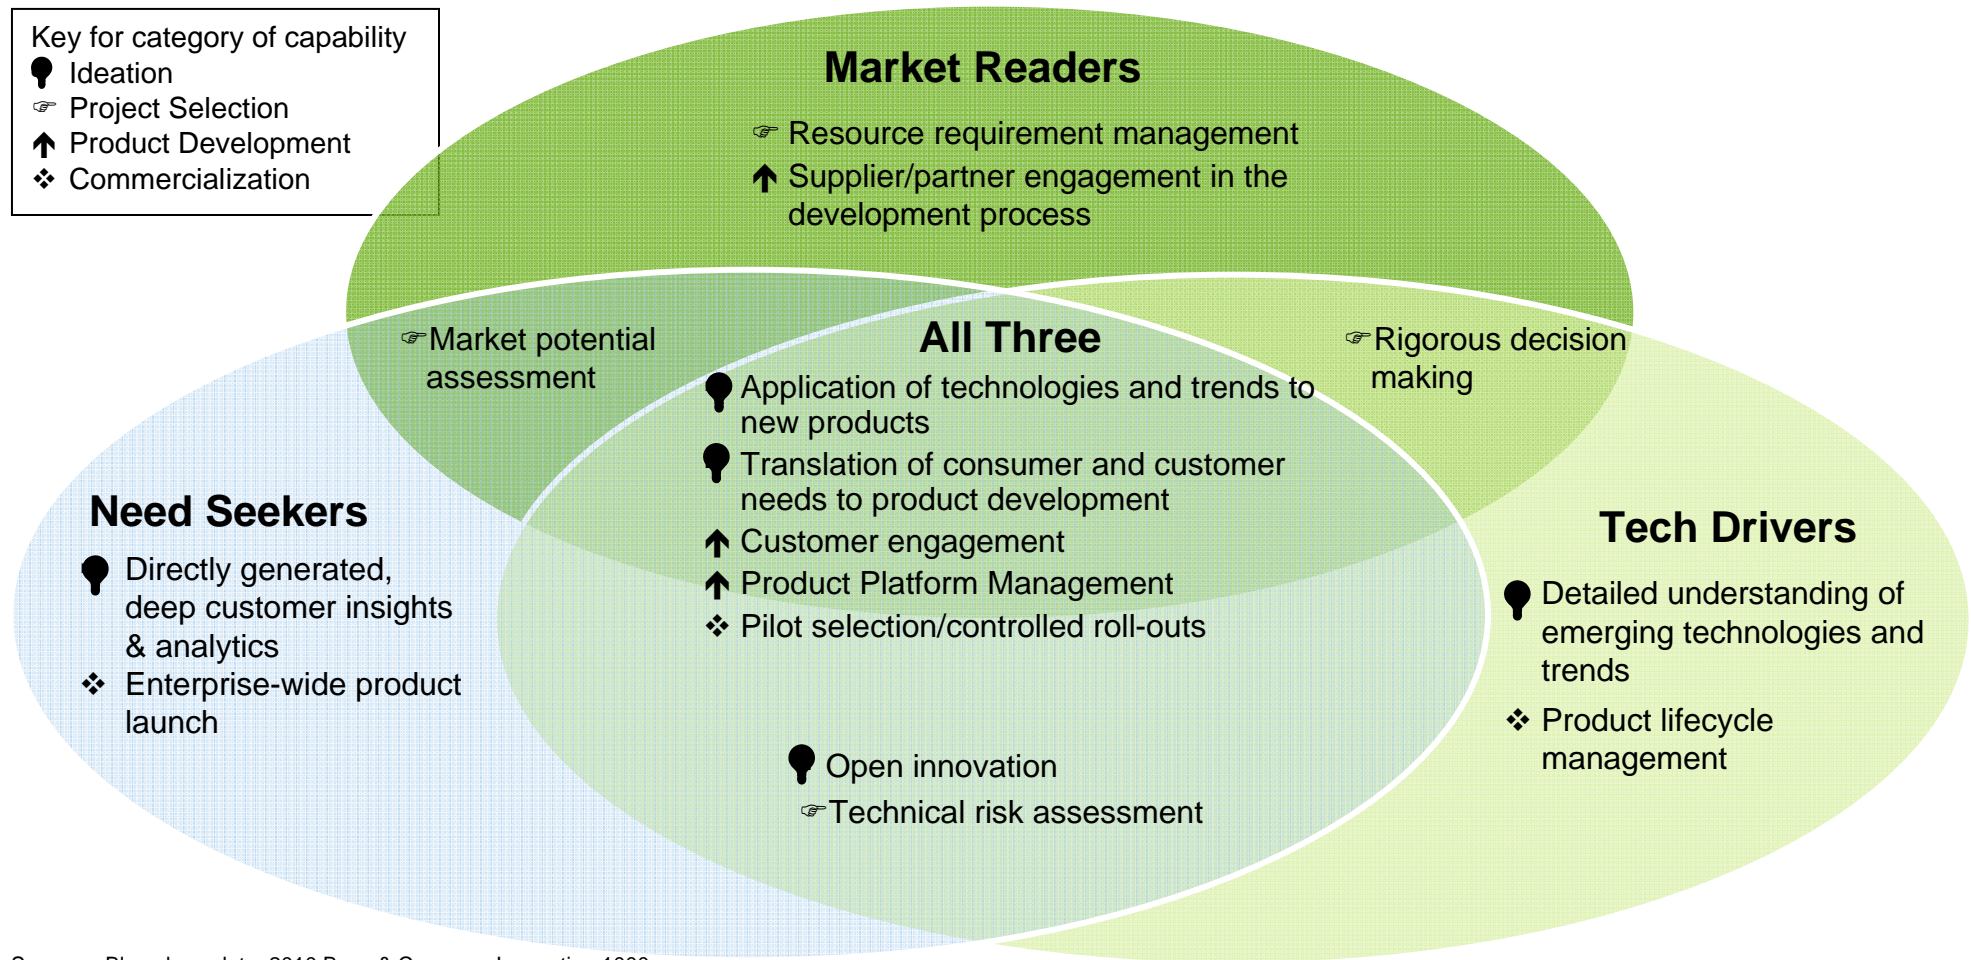 Key for category of capability
Ideation
☞ Project Selection
↑ Product Development
❖ Commercialization
Market Readers
☞ Resource requirement management
↑ Supplier/partner engagement in the
development process
☞Market potential
assessment
All Three
Application of technologies and trends to
new products
Translation of consumer and customer
needs to product development
↑ Customer engagement
↑ Product Platform Management
❖ Pilot selection/controlled roll-outs
☞Rigorous decision
making
Need Seekers
Directly generated,
deep customer insights
& analytics
❖ Enterprise-wide product
launch
Tech Drivers
Detailed understanding of
emerging technologies and
trends
❖ Product lifecycle
management
Open innovation
☞Technical risk assessment